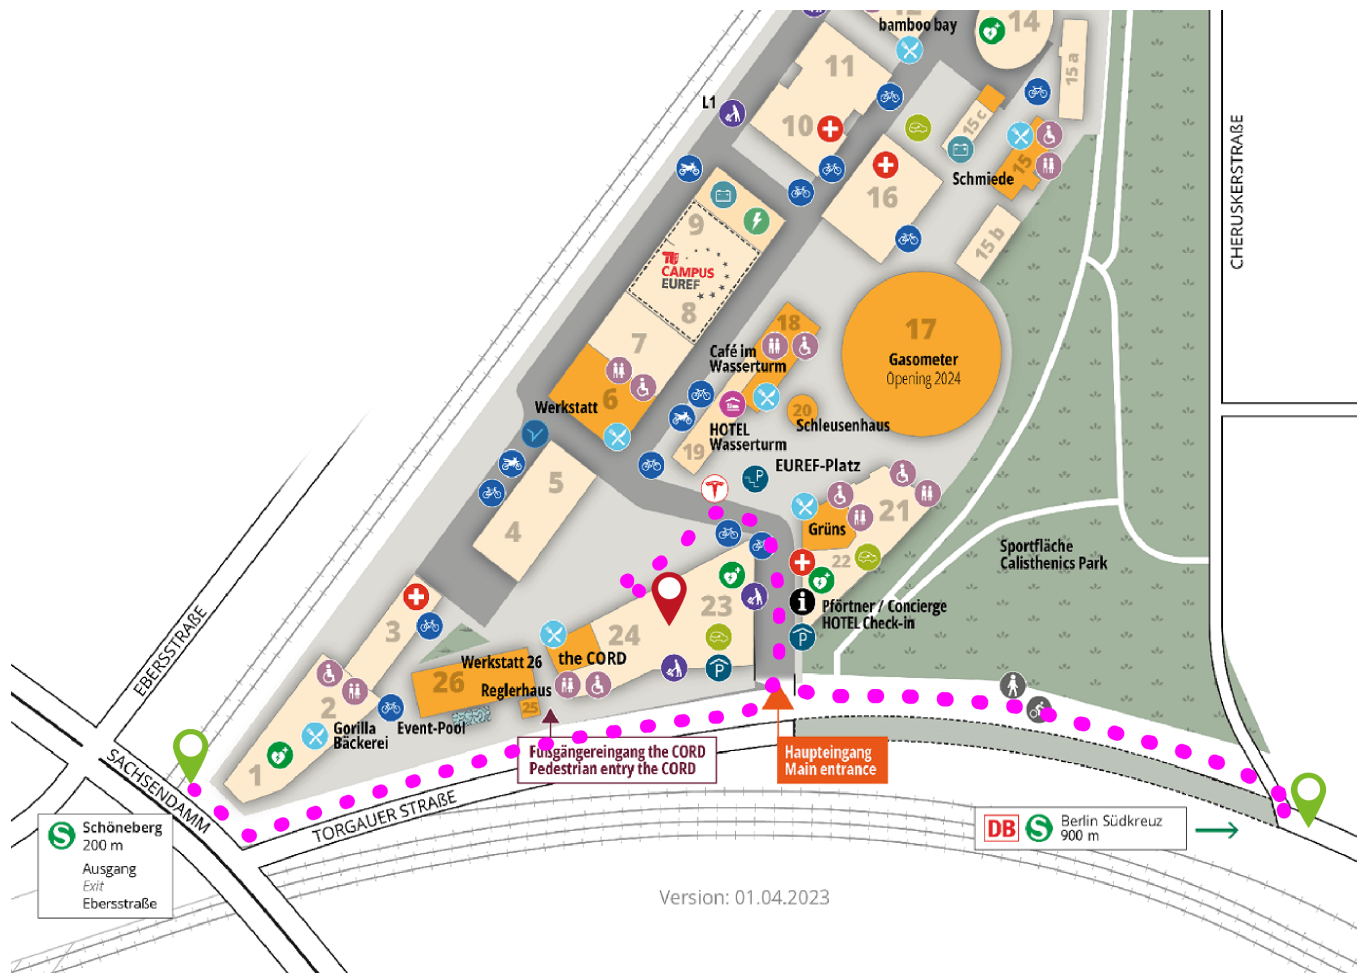 bamboo bay
14
11
15 a
L1
10
15 c
CHERUSKERSTRAßE
15
Schmiede
16
9
TU
CAMPUS
EUREF
15 b
8
18
17
7
Gasometer
Opening 2024
Café im
Wasserturm
6
Werkstatt
20
Schleusenhaus
HOTEL
Wasserturm
19
EUREF-Platz
P
5
21
Grüns
4
22
Sportfläche
Calisthenics Park
i
Pförtner / Concierge
HOTEL Check-in
23
3
24
P
P
the CORD
Werkstatt 26
26
Reglerhaus
25
EBERSSTRAßE
2
Event-Pool
Gorilla
Bäckerei
1
Fußgängereingang the CORD
Pedestrian entry the CORD
Haupteingang
Main entrance
SACHSENDAMM
TORGAUER STRAßE
S Schöneberg
200 m
Ausgang
Exit
Ebersstraße
DB S Berlin Südkreuz
900 m
Version: 01.04.2023